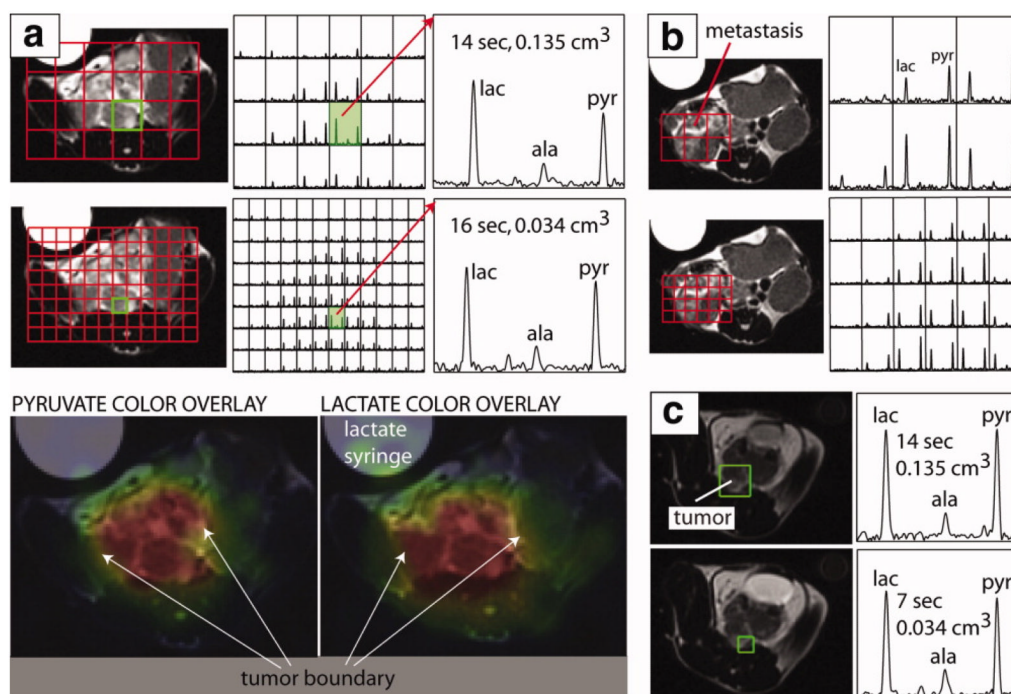 a
14 sec, 0.135 cm³
lac
pyr
ala
16 sec, 0.034 cm³
lac
pyr
ala
PYRUVATE COLOR OVERLAY
LACTATE COLOR OVERLAY
lactate
syringe
tumor boundary
b
metastasis
lac
pyr
c
tumor
lac
pyr
14 sec
0.135 cm³
ala
lac
pyr
7 sec
0.034 cm³
ala